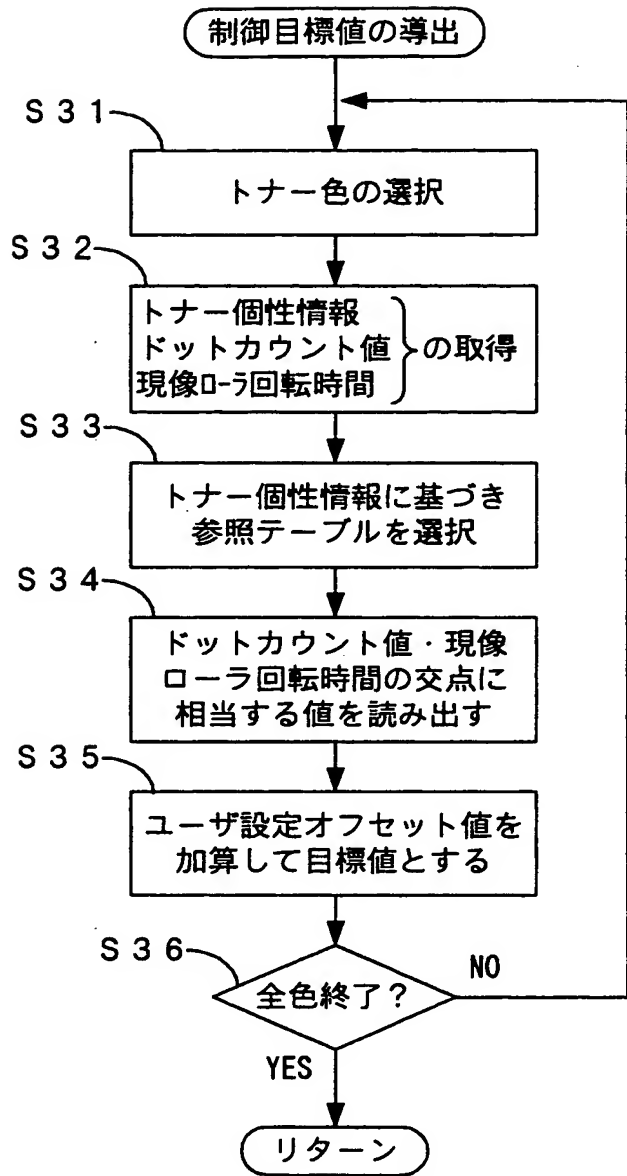 制御目標値の導出
S31
トナー色の選択
S32
トナー個性情報
ドットカウント値
現像ローラ回転時間
の取得
S33
トナー個性情報に基づき
参照テーブルを選択
S34
ドットカウント値・現像
ローラ回転時間の交点に
相当する値を読み出す
S35
ユーザ設定オフセット値を
加算して目標値とする
S36
全色終了?
NO
YES
リターン